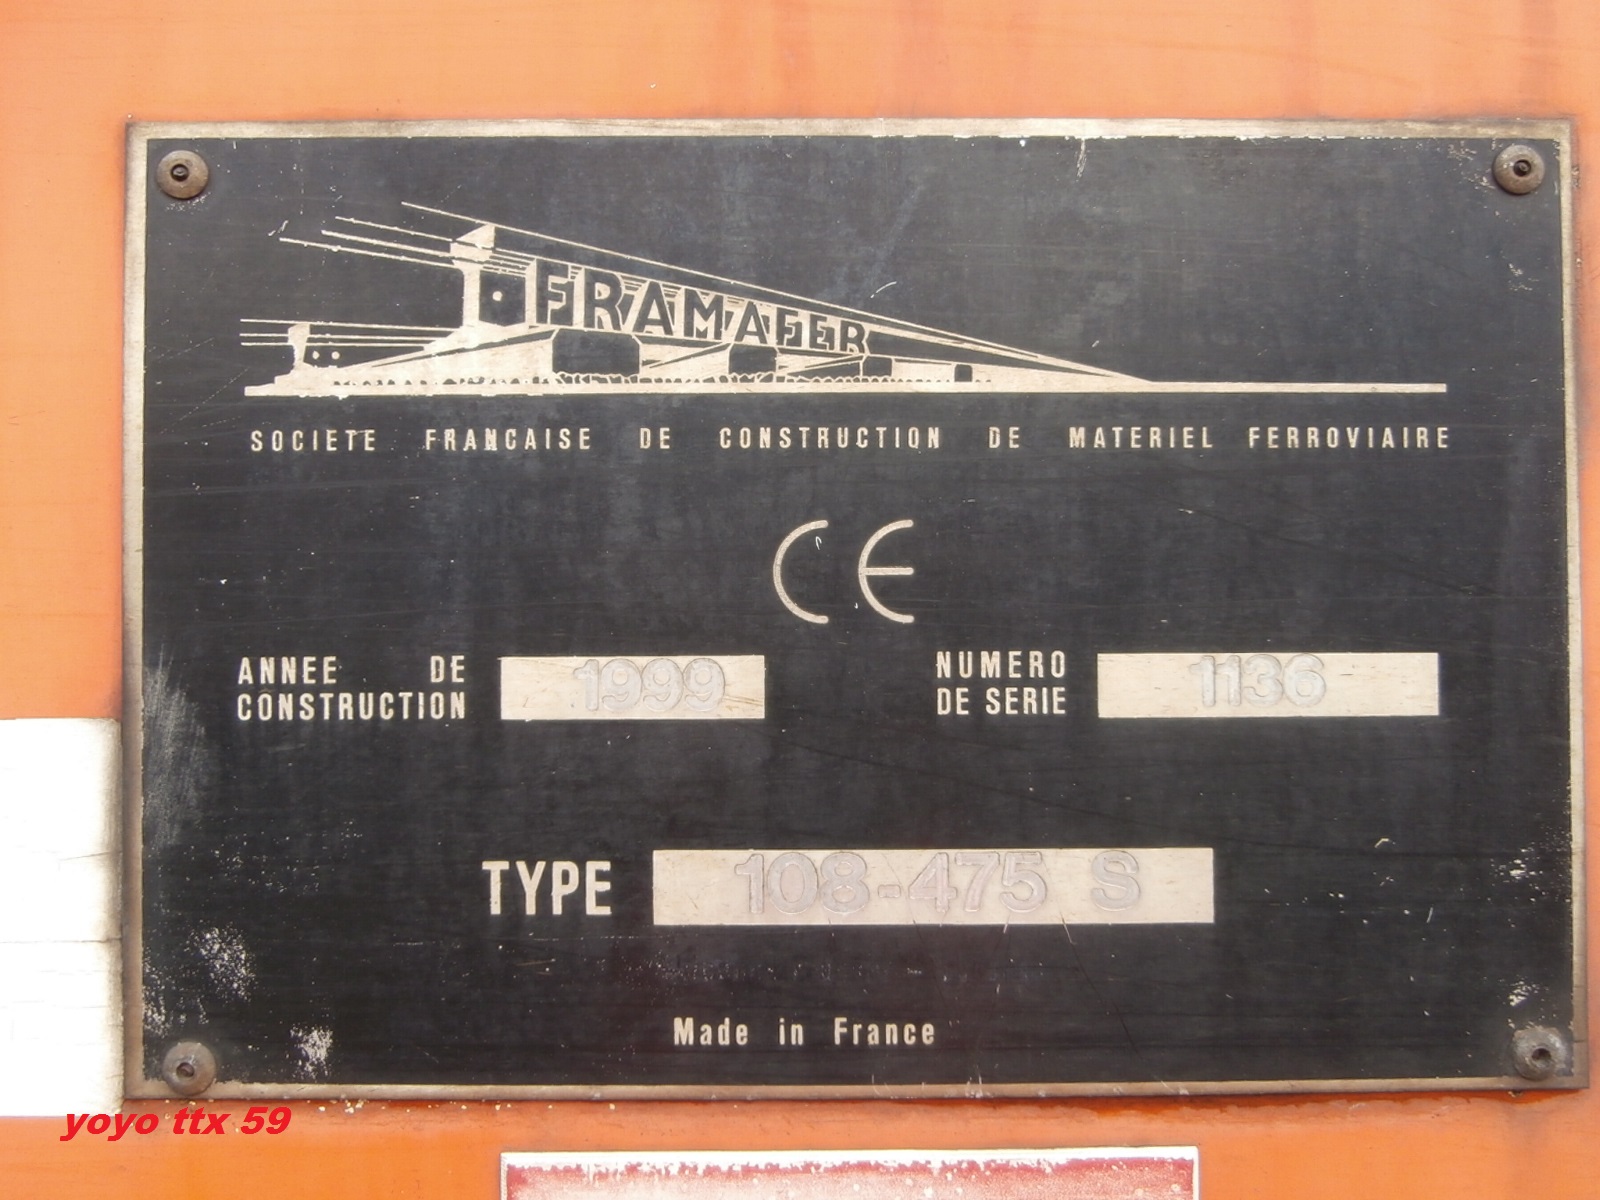 FRAMAFER
SOCIETE FRANCAISE DE CONSTRUCTION DE MATERIEL FERROVIAIRE
CE
ANNEE DE CONSTRUCTION 1999
NUMERO DE SERIE 1136
TYPE 108-475 S
Made in France
yoyo ttx 59